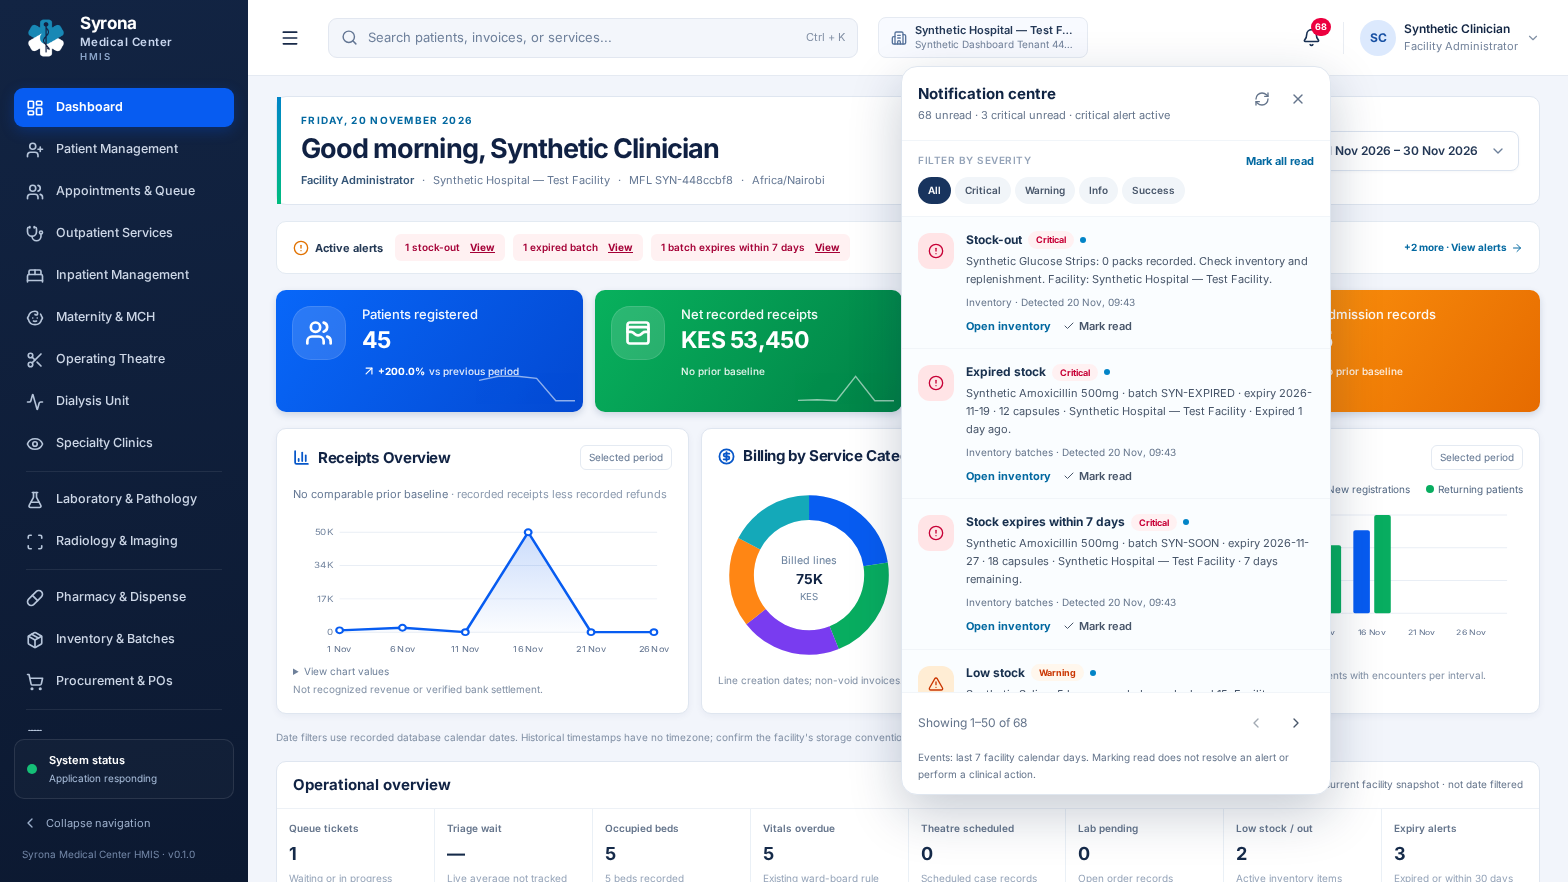 Syrona
Medical Center
HMIS
Dashboard
Patient Management
Appointments & Queue
Outpatient Services
Inpatient Management
Maternity & MCH
Operating Theatre
Dialysis Unit
Specialty Clinics
Laboratory & Pathology
Radiology & Imaging
Pharmacy & Dispense
Inventory & Batches
Procurement & POs
System status
Application responding
Collapse navigation
Syrona Medical Center HMIS · v0.1.0
Search patients, invoices, or services...
Ctrl + K
Synthetic Hospital — Test F...
Synthetic Dashboard Tenant 44...
68
SC
Synthetic Clinician
Facility Administrator
FRIDAY, 20 NOVEMBER 2026
Good morning, Synthetic Clinician
Facility Administrator · Synthetic Hospital — Test Facility · MFL SYN-448ccbf8 · Africa/Nairobi
Nov 2026 – 30 Nov 2026
Active alerts
1 stock-out View
1 expired batch View
1 batch expires within 7 days View
+2 more · View alerts
Patients registered
45
+200.0% vs previous period
Net recorded receipts
KES 53,450
No prior baseline
dmission records
prior baseline
Receipts Overview
Selected period
No comparable prior baseline · recorded receipts less recorded refunds
50K
34K
17K
0
1 Nov 6 Nov 11 Nov 16 Nov 21 Nov 26 Nov
View chart values
Not recognized revenue or verified bank settlement.
Billing by Service Cate
Billed lines
75K
KES
Line creation dates; non-void invoices
Selected period
New registrations
Returning patients
16 Nov 21 Nov 26 Nov
nts with encounters per interval.
Date filters use recorded database calendar dates. Historical timestamps have no timezone; confirm the facility's storage conventio
Operational overview
urrent facility snapshot · not date filtered
Queue tickets
1
Waiting or in progress
Triage wait
—
Live average not tracked
Occupied beds
5
5 beds recorded
Vitals overdue
5
Existing ward-board rule
Theatre scheduled
0
Scheduled case records
Lab pending
0
Open order records
Low stock / out
2
Active inventory items
Expiry alerts
3
Expired or within 30 days
Notification centre
68 unread · 3 critical unread · critical alert active
FILTER BY SEVERITY
Mark all read
All
Critical
Warning
Info
Success
Stock-out Critical
Synthetic Glucose Strips: 0 packs recorded. Check inventory and
replenishment. Facility: Synthetic Hospital — Test Facility.
Inventory · Detected 20 Nov, 09:43
Open inventory Mark read
Expired stock Critical
Synthetic Amoxicillin 500mg · batch SYN-EXPIRED · expiry 2026-
11-19 · 12 capsules · Synthetic Hospital — Test Facility · Expired 1
day ago.
Inventory batches · Detected 20 Nov, 09:43
Open inventory Mark read
Stock expires within 7 days Critical
Synthetic Amoxicillin 500mg · batch SYN-SOON · expiry 2026-11-
27 · 18 capsules · Synthetic Hospital — Test Facility · 7 days
remaining.
Inventory batches · Detected 20 Nov, 09:43
Open inventory Mark read
Low stock Warning
Showing 1–50 of 68
Events: last 7 facility calendar days. Marking read does not resolve an alert or
perform a clinical action.